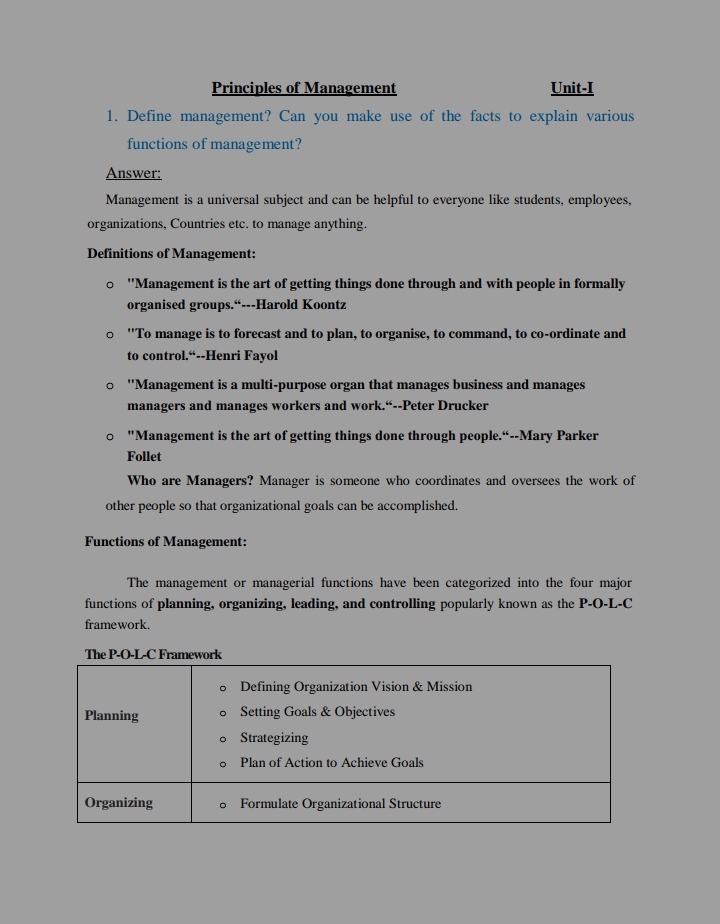 Principles of Management Unit-I
1. Define management? Can you make use of the facts to explain various
functions of management?
Answer:
Management is a universal subject and can be helpful to everyone like students, employees,
organizations, Countries etc. to manage anything.
Definitions of Management:
o "Management is the art of getting things done through and with people in formally
organised groups.“---Harold Koontz
o "To manage is to forecast and to plan, to organise, to command, to co-ordinate and
to control.“--Henri Fayol
o "Management is a multi-purpose organ that manages business and manages
managers and manages workers and work.“--Peter Drucker
o "Management is the art of getting things done through people.“--Mary Parker
Follet
Who are Managers? Manager is someone who coordinates and oversees the work of
other people so that organizational goals can be accomplished.
Functions of Management:
The management or managerial functions have been categorized into the four major
functions of planning, organizing, leading, and controlling popularly known as the P-O-L-C
framework.
The P-O-L-C Framework
Planning
o Defining Organization Vision & Mission
o Setting Goals & Objectives
o Strategizing
o Plan of Action to Achieve Goals
Organizing
o Formulate Organizational Structure